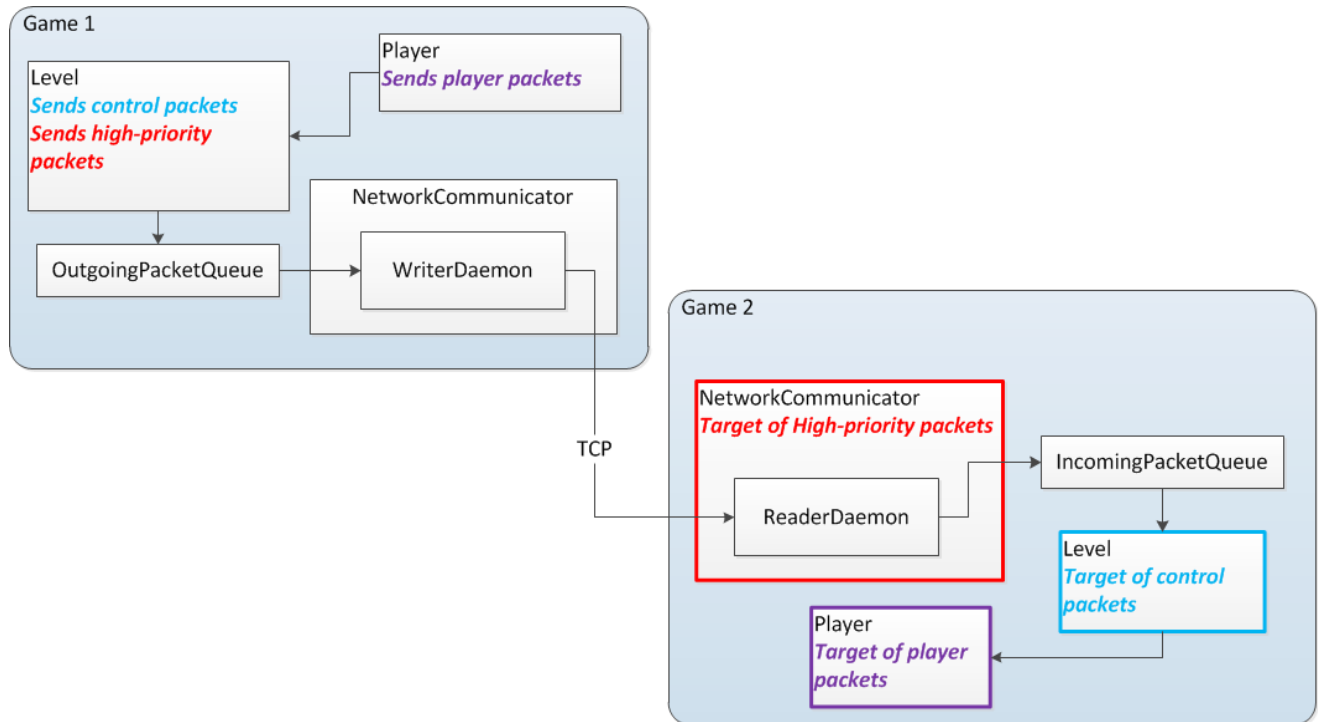 Game 1
Level
Sends control packets
Sends high-priority
packets
Player
Sends player packets
NetworkCommunicator
OutgoingPacketQueue
WriterDaemon
TCP
Game 2
NetworkCommunicator
Target of High-priority packets
ReaderDaemon
IncomingPacketQueue
Level
Target of control
packets
Player
Target of player
packets